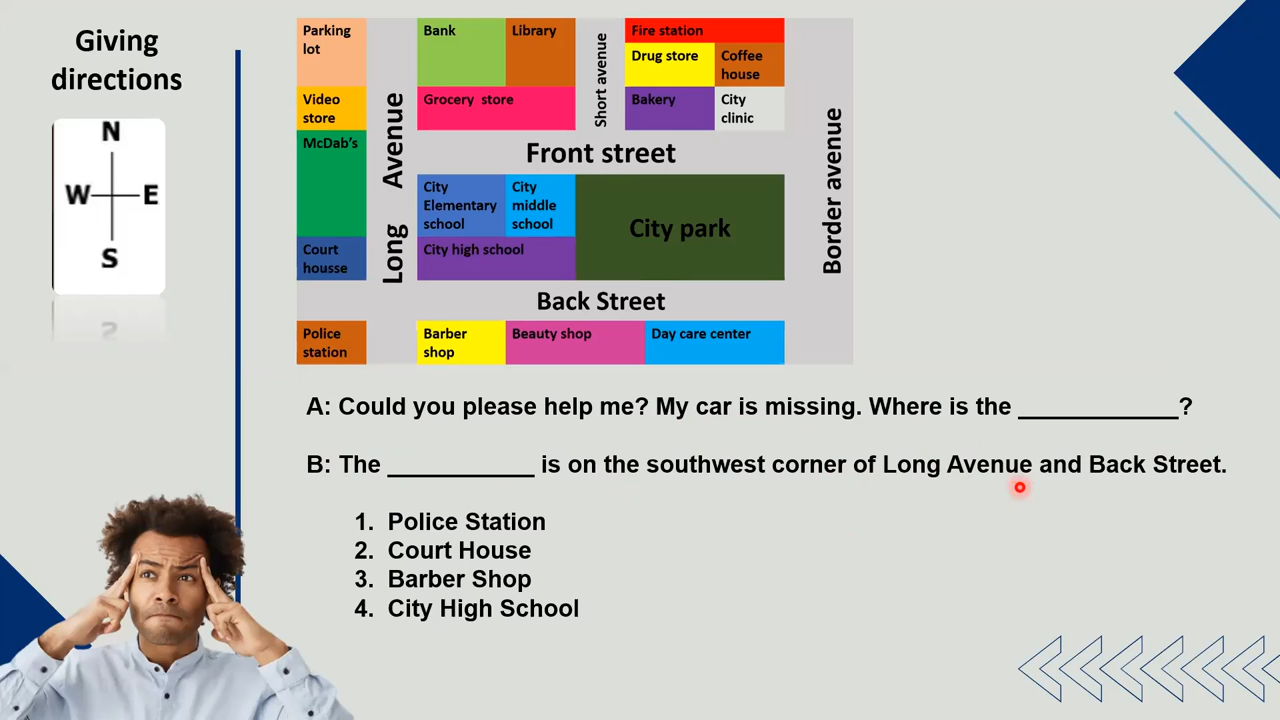 Giving
directions
N
W E
S
Parking
lot
Bank
Library
Fire station
Drug store
Coffee
house
Video
store
Grocery store
Short avenue
Bakery
City
clinic
McDab's
Long Avenue
Front street
Border avenue
City
Elementary
school
City
middle
school
City park
Court
housse
City high school
Back Street
Police
station
Barber
shop
Beauty shop
Day care center
A: Could you please help me? My car is missing. Where is the ____________?
B: The ___________ is on the southwest corner of Long Avenue and Back Street.
1. Police Station
2. Court House
3. Barber Shop
4. City High School